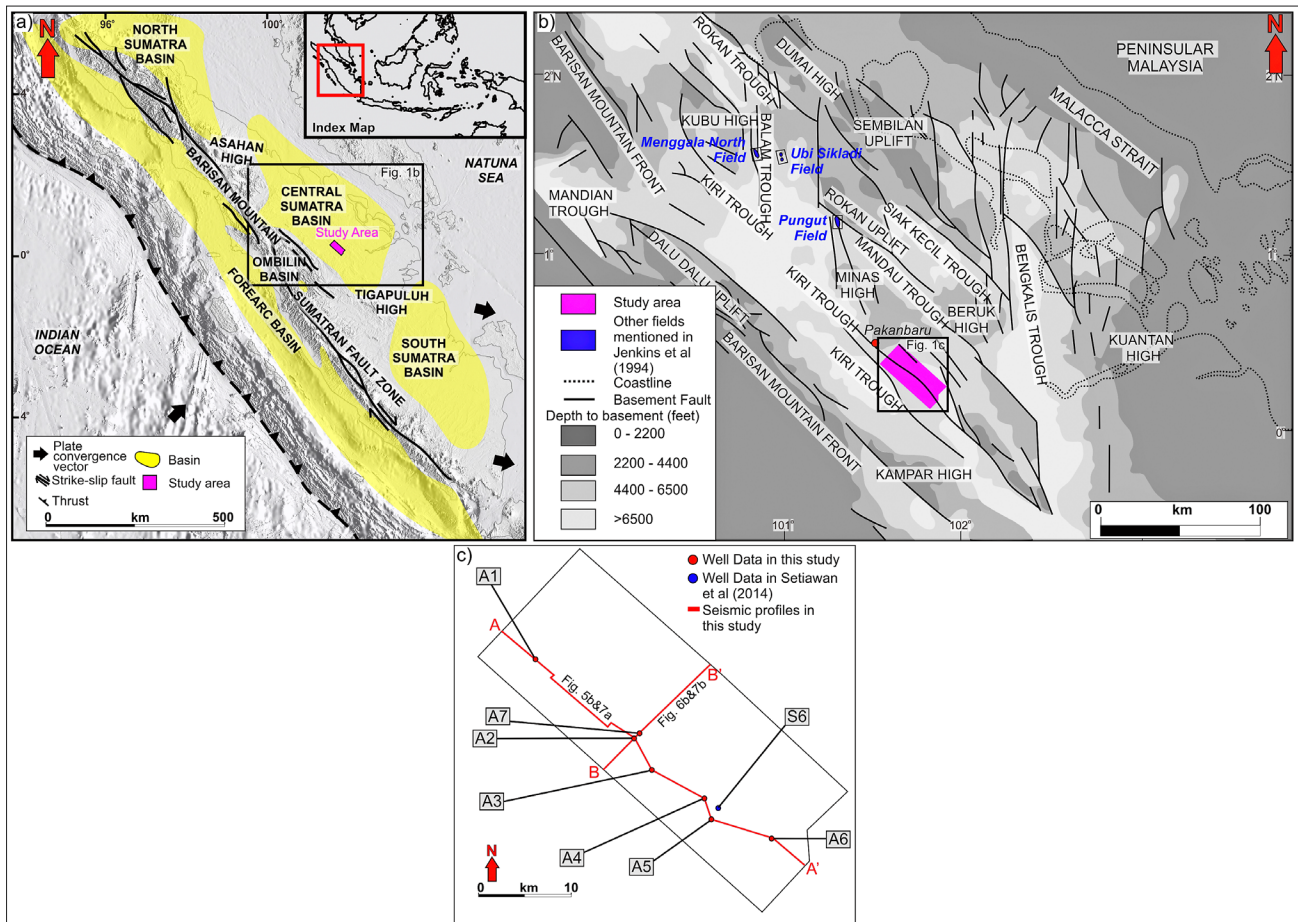 a)
N
96°
100°
NORTH
SUMATRA
BASIN
Index Map
4°
ASAHAN
HIGH
NATUNA
SEA
Fig. 1b
BARISAN MOUNTAIN
CENTRAL
SUMATRA
BASIN
Study Area
0°
OMBILIN
BASIN
FOREARC BASIN
TIGAPULUH
HIGH
SUMATRAN FAULT ZONE
INDIAN
OCEAN
SOUTH
SUMATRA
BASIN
4°
Plate
convergence
vector
Basin
Strike-slip fault
Study area
Thrust
0 km 500
b)
N
BARISAN MOUNTAIN FRONT
ROKAN TROUGH
DUMAI HIGH
PENINSULAR
MALAYSIA
2°N
2°N
MALACCA STRAIT
KUBU HIGH
BALAM TROUGH
SEMBILAN
UPLIFT
Menggala North
Field
Ubi Sikladi
Field
MANDIAN
TROUGH
KIRI TROUGH
Pungut
Field
ROKAN UPLIFT
SIAK KECIL TROUGH
1°
DALU DALU UPLIFT
MANDAU TROUGH
BENGKALIS TROUGH
MINAS
HIGH
KIRI TROUGH
BERUK
HIGH
KUANTAN
HIGH
Pakanbaru
Fig. 1c
BARISAN MOUNTAIN FRONT
KIRI TROUGH
0°
KAMPAR HIGH
Study area
Other fields
mentioned in
Jenkins et al
(1994)
Coastline
Basement Fault
Depth to basement (feet)
0 - 2200
2200 - 4400
4400 - 6500
>6500
101°
102°
0 km 100
c)
A1
A
Well Data in this study
Well Data in Setiawan
et al (2014)
Seismic profiles in
this study
Fig. 5b&7a
B'
Fig. 6b&7b
A7
S6
A2
B
A3
A4
A5
A6
A'
N
0 km 10